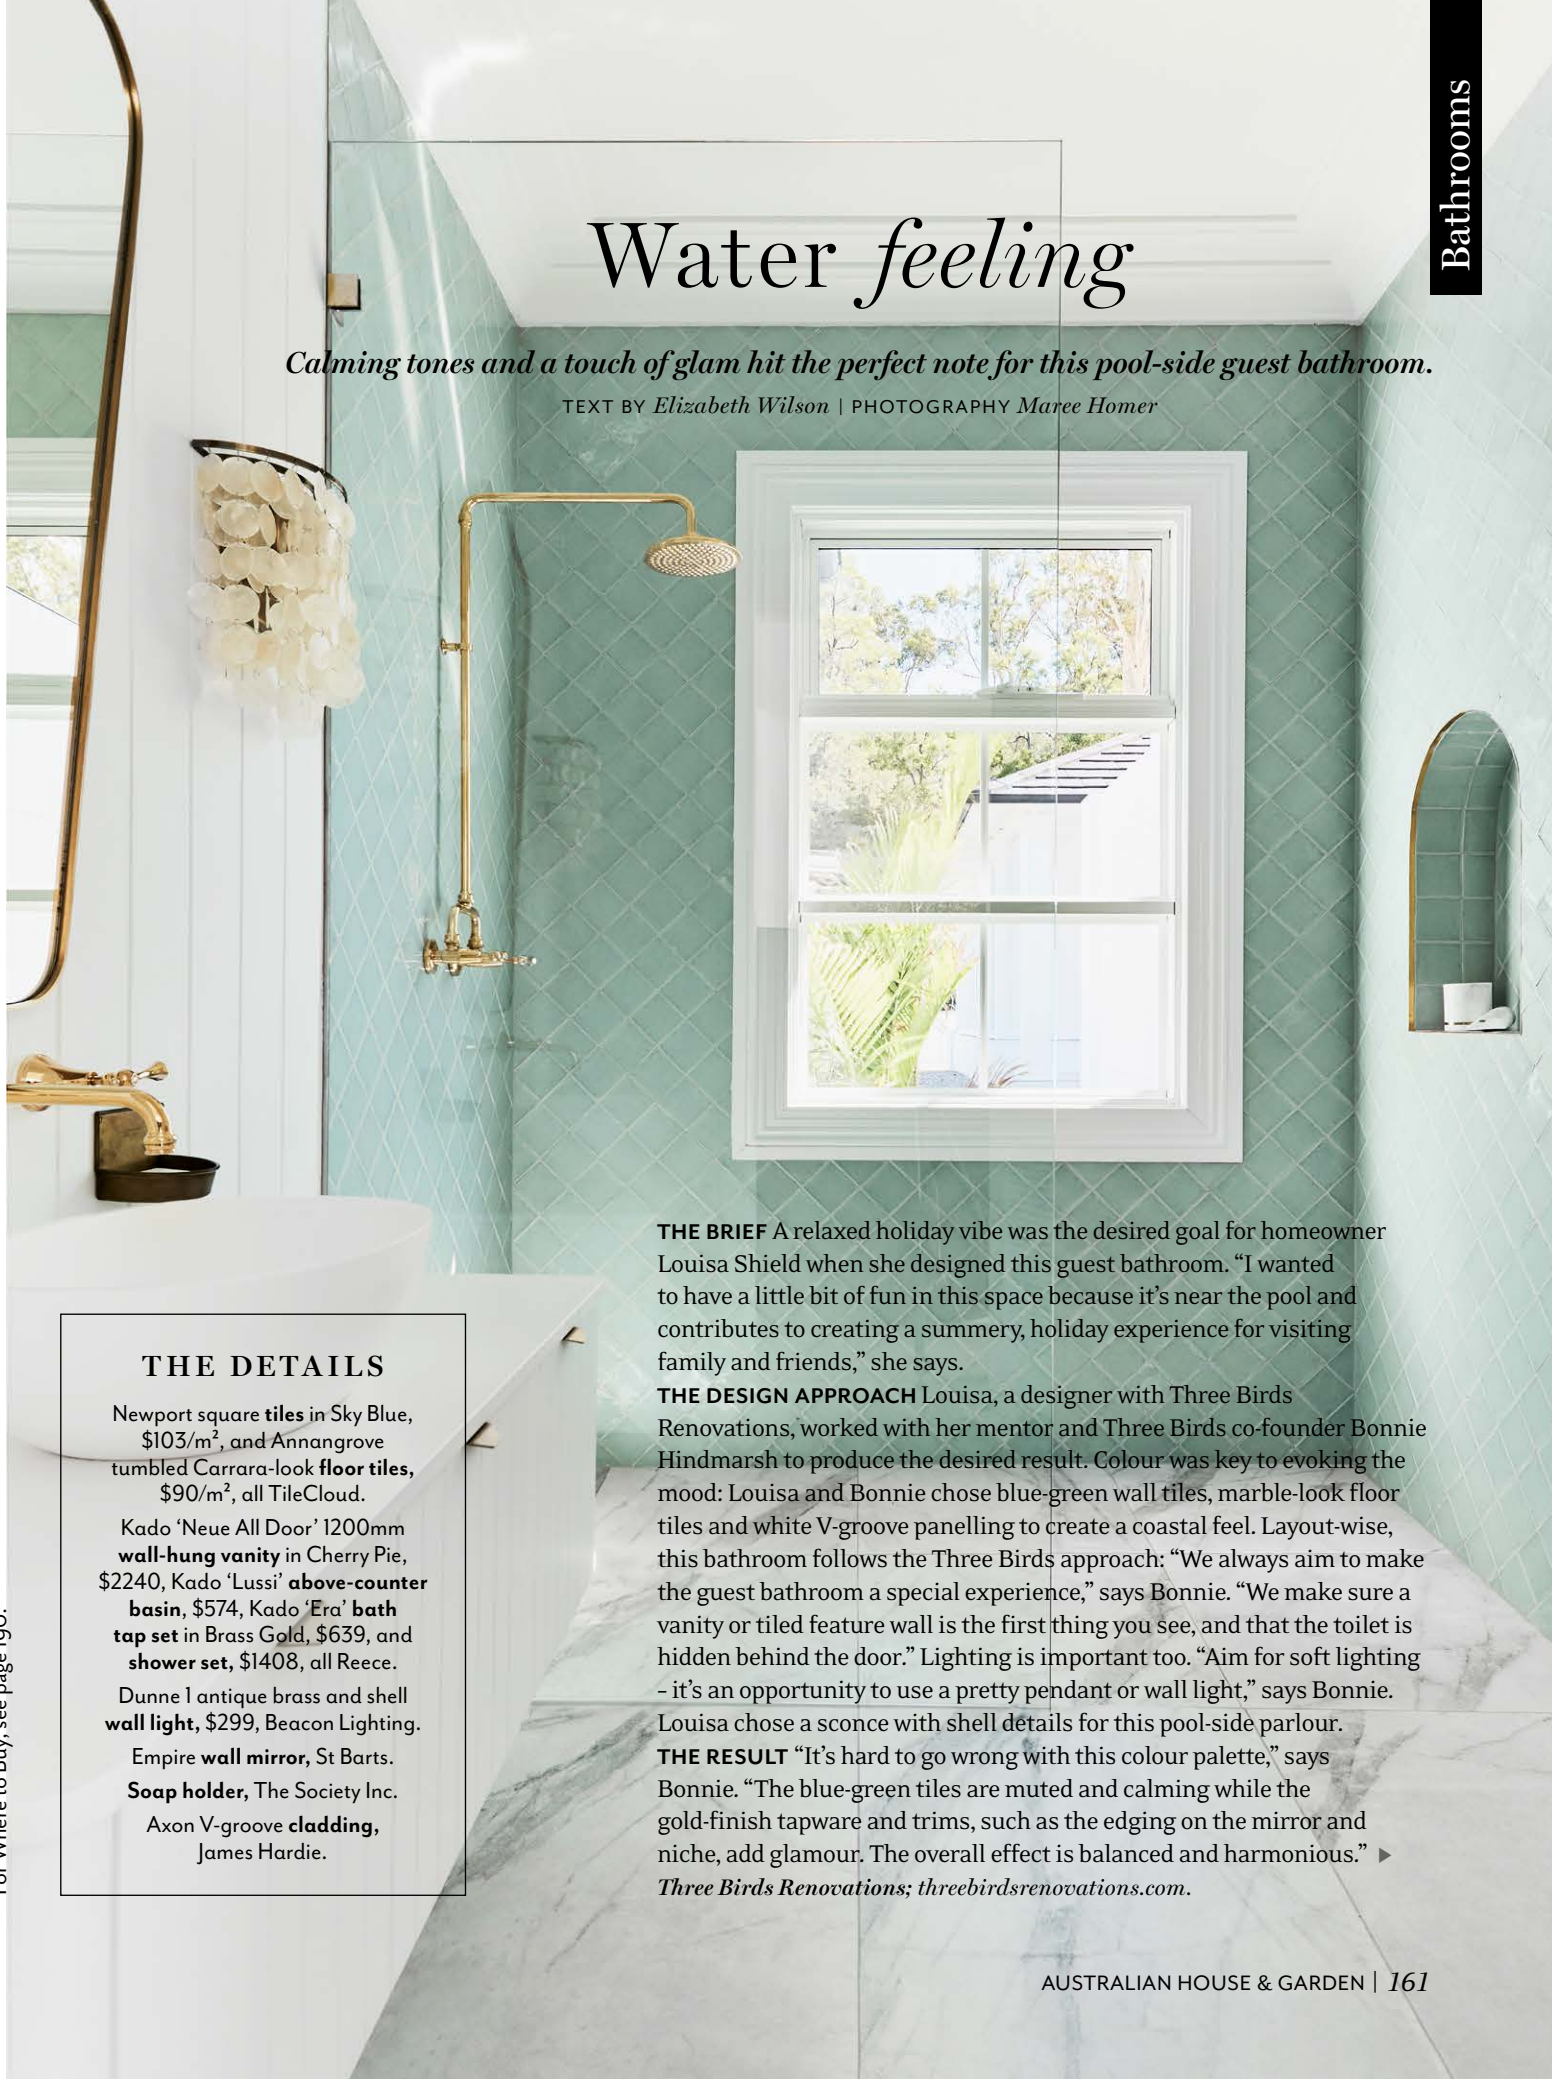 Bathrooms
Water feeling
Calming tones and a touch of glam hit the perfect note for this pool-side guest bathroom.
TEXT BY Elizabeth Wilson | PHOTOGRAPHY Maree Homer
THE BRIEF A relaxed holiday vibe was the desired goal for homeowner
Louisa Shield when she designed this guest bathroom. “I wanted
to have a little bit of fun in this space because it’s near the pool and
contributes to creating a summery, holiday experience for visiting
family and friends,” she says.
THE DESIGN APPROACH Louisa, a designer with Three Birds
Renovations, worked with her mentor and Three Birds co-founder Bonnie
Hindmarsh to produce the desired result. Colour was key to evoking the
mood: Louisa and Bonnie chose blue-green wall tiles, marble-look floor
tiles and white V-groove panelling to create a coastal feel. Layout-wise,
this bathroom follows the Three Birds approach: “We always aim to make
the guest bathroom a special experience,” says Bonnie. “We make sure a
vanity or tiled feature wall is the first thing you see, and that the toilet is
hidden behind the door.” Lighting is important too. “Aim for soft lighting
– it’s an opportunity to use a pretty pendant or wall light,” says Bonnie.
Louisa chose a sconce with shell details for this pool-side parlour.
THE RESULT “It’s hard to go wrong with this colour palette,” says
Bonnie. “The blue-green tiles are muted and calming while the
gold-finish tapware and trims, such as the edging on the mirror and
niche, add glamour. The overall effect is balanced and harmonious.” ▶
Three Birds Renovations; threebirdsrenovations.com.
THE DETAILS
Newport square tiles in Sky Blue,
$103/m², and Annangrove
tumbled Carrara-look floor tiles,
$90/m², all TileCloud.
Kado ‘Neue All Door’ 1200mm
wall-hung vanity in Cherry Pie,
$2240, Kado ‘Lussi’ above-counter
basin, $574, Kado ‘Era’ bath
tap set in Brass Gold, $639, and
shower set, $1408, all Reece.
Dunne 1 antique brass and shell
wall light, $299, Beacon Lighting.
Empire wall mirror, St Barts.
Soap holder, The Society Inc.
Axon V-groove cladding,
James Hardie.
For Where to Buy, see page 190.
AUSTRALIAN HOUSE & GARDEN | 161